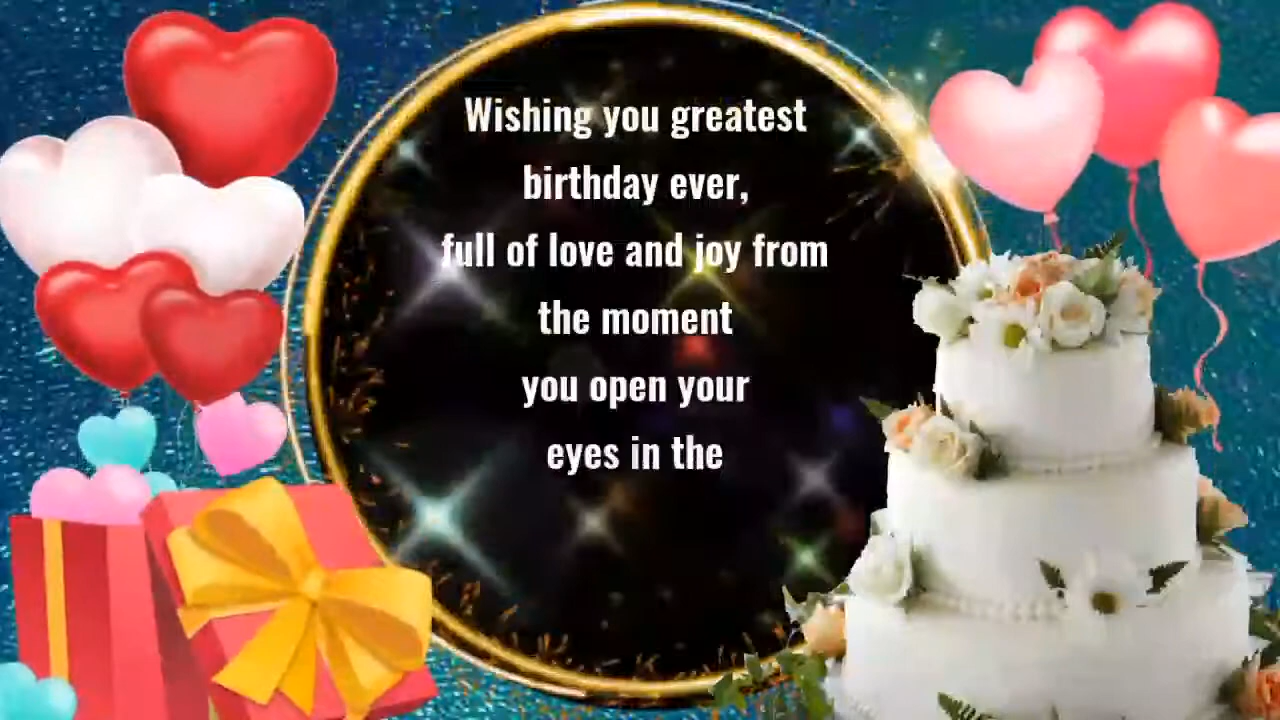 Wishing you greatest
birthday ever,
full of love and joy from
the moment
you open your
eyes in the